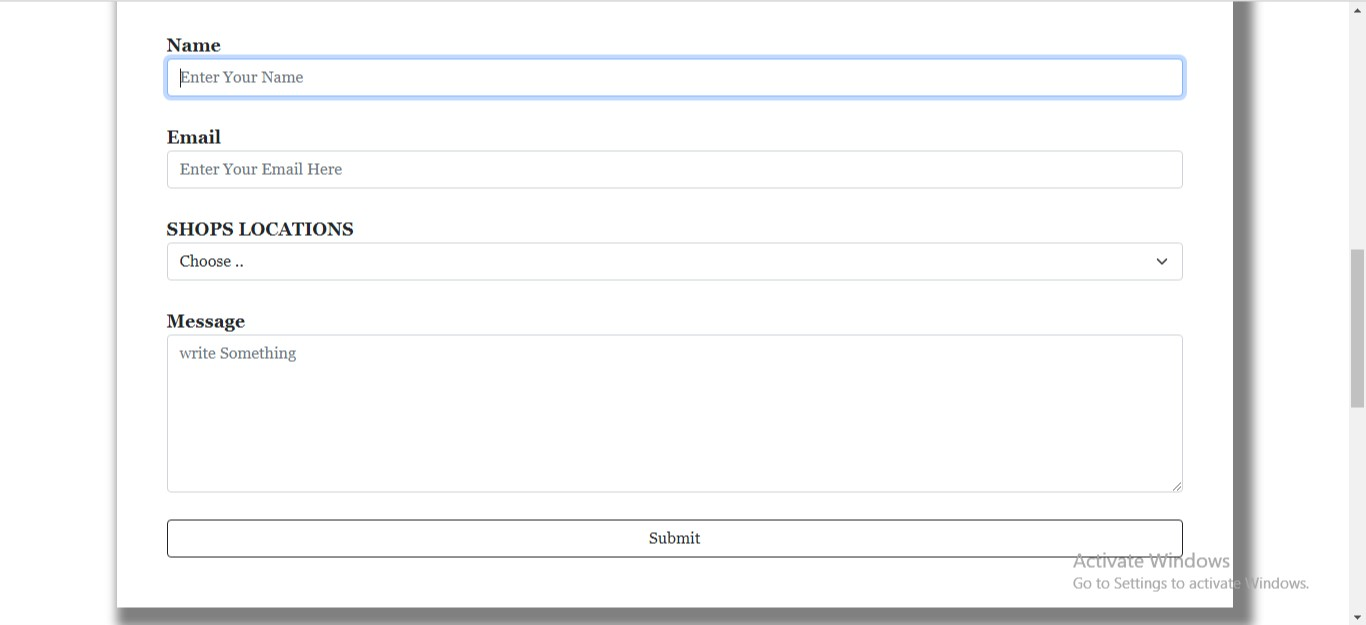 Name
Enter Your Name
Email
Enter Your Email Here
SHOPS LOCATIONS
Choose ..
Message
write Something
Submit
Activate Windows
Go to Settings to activate Windows.